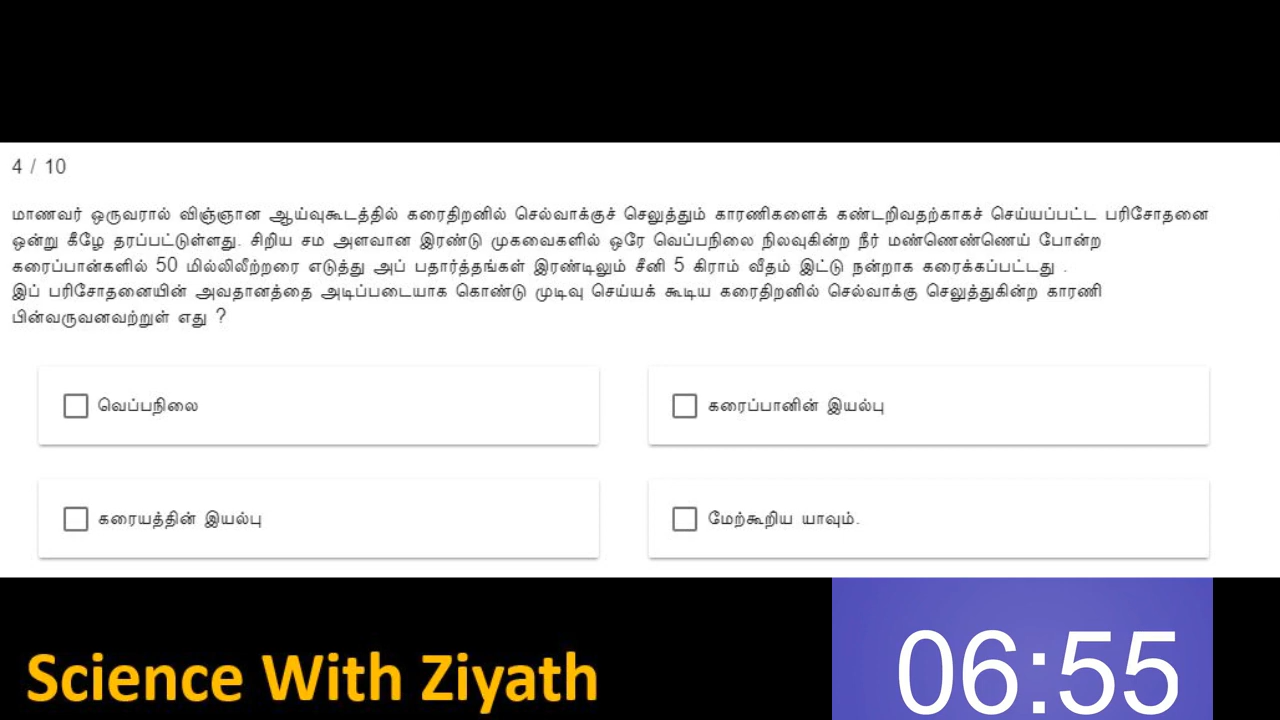 4 / 10
மாணவர் ஒருவரால் விஞ்ஞான ஆய்வுகூடத்தில் கரைதிறனில் செல்வாக்குச் செலுத்தும் காரணிகளைக் கண்டறிவதற்காகச் செய்யப்பட்ட பரிசோதனை
ஒன்று கீழே தரப்பட்டுள்ளது. சிறிய சம அளவான இரண்டு முகவைகளில் ஒரே வெப்பநிலை நிலவுகின்ற நீர் மண்ணெண்ணெய் போன்ற
கரைப்பான்களில் 50 மில்லிலீற்றரை எடுத்து அப் பதார்த்தங்கள் இரண்டிலும் சீனி 5 கிராம் வீதம் இட்டு நன்றாக கரைக்கப்பட்டது .
இப் பரிசோதனையின் அவதானத்தை அடிப்படையாக கொண்டு முடிவு செய்யக் கூடிய கரைதிறனில் செல்வாக்கு செலுத்துகின்ற காரணி
பின்வருவனவற்றுள் எது ?
வெப்பநிலை
கரைப்பானின் இயல்பு
கரையத்தின் இயல்பு
மேற்கூறிய யாவும்.
Science With Ziyath
06:55